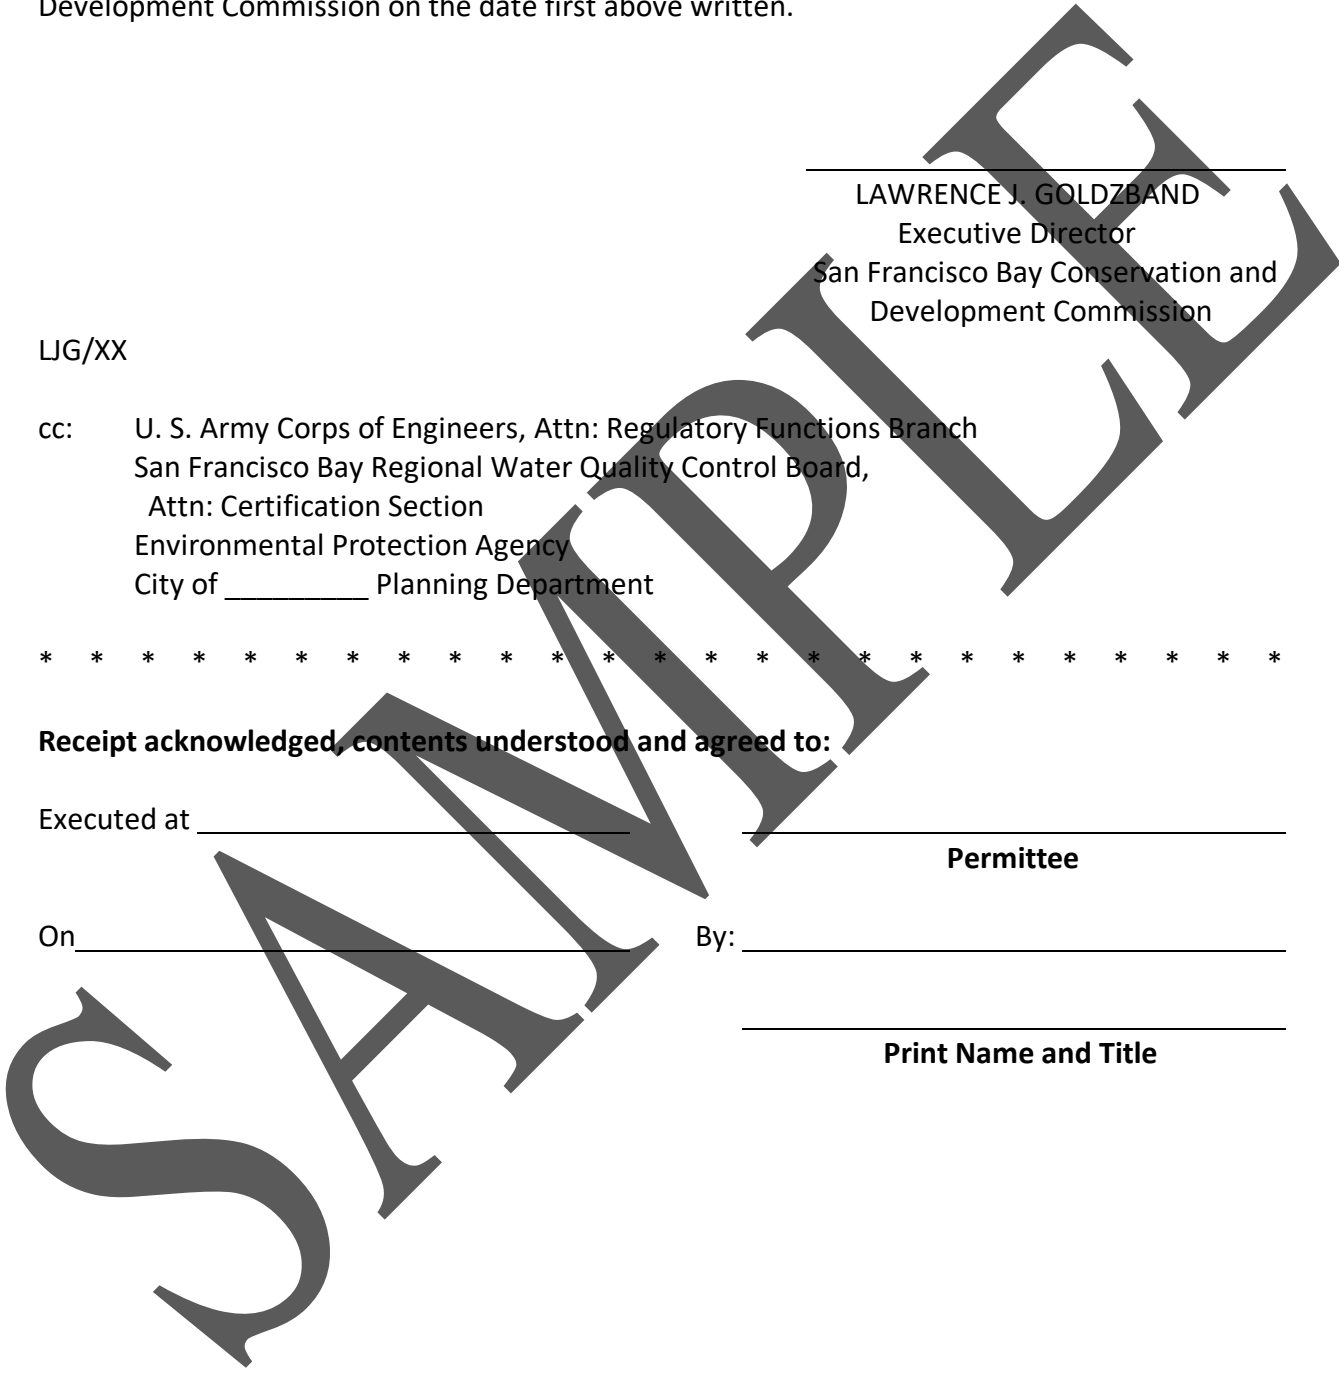 Development Commission on the date first above written.
LAWRENCE J. GOLDZBAND
Executive Director
San Francisco Bay Conservation and
Development Commission
LJG/XX
cc: U. S. Army Corps of Engineers, Attn: Regulatory Functions Branch
San Francisco Bay Regional Water Quality Control Board,
Attn: Certification Section
Environmental Protection Agency
City of _________ Planning Department
* * * * * * * * * * * * * * * * * * * * * * * * *
Receipt acknowledged, contents understood and agreed to:
Executed at
Permittee
On By:
Print Name and Title
SAMPLE